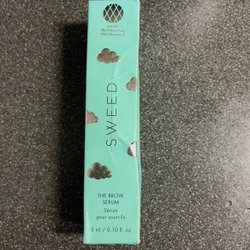 SWEED
THE BROW
SERUM
Sérum
pour sourcils
3 ml / 0.10 fl oz